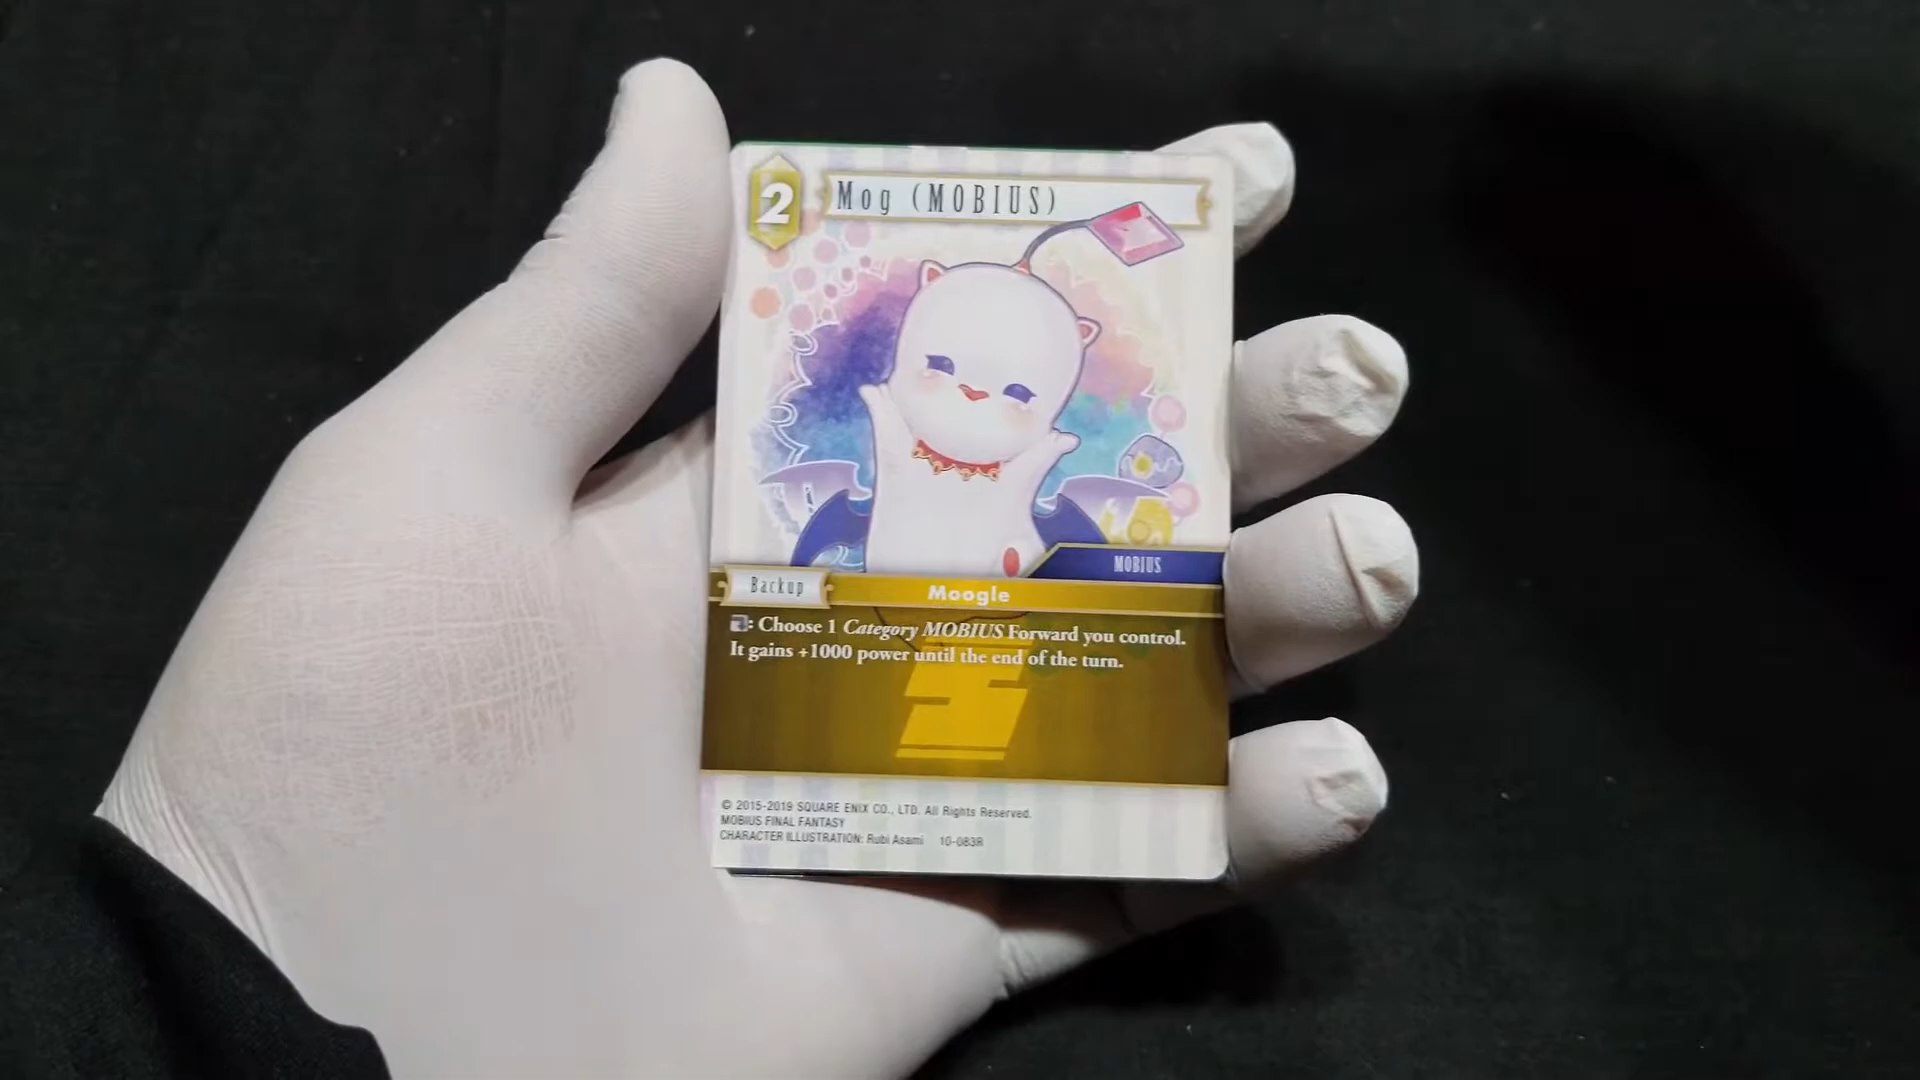 2
Mog (MOBIUS)
MOBIUS
Backup
Moogle
: Choose 1 Category MOBIUS Forward you control.
It gains +1000 power until the end of the turn.
© 2015-2019 SQUARE ENIX CO., LTD. All Rights Reserved.
MOBIUS FINAL FANTASY
CHARACTER ILLUSTRATION: Rubi Asami 10-083R